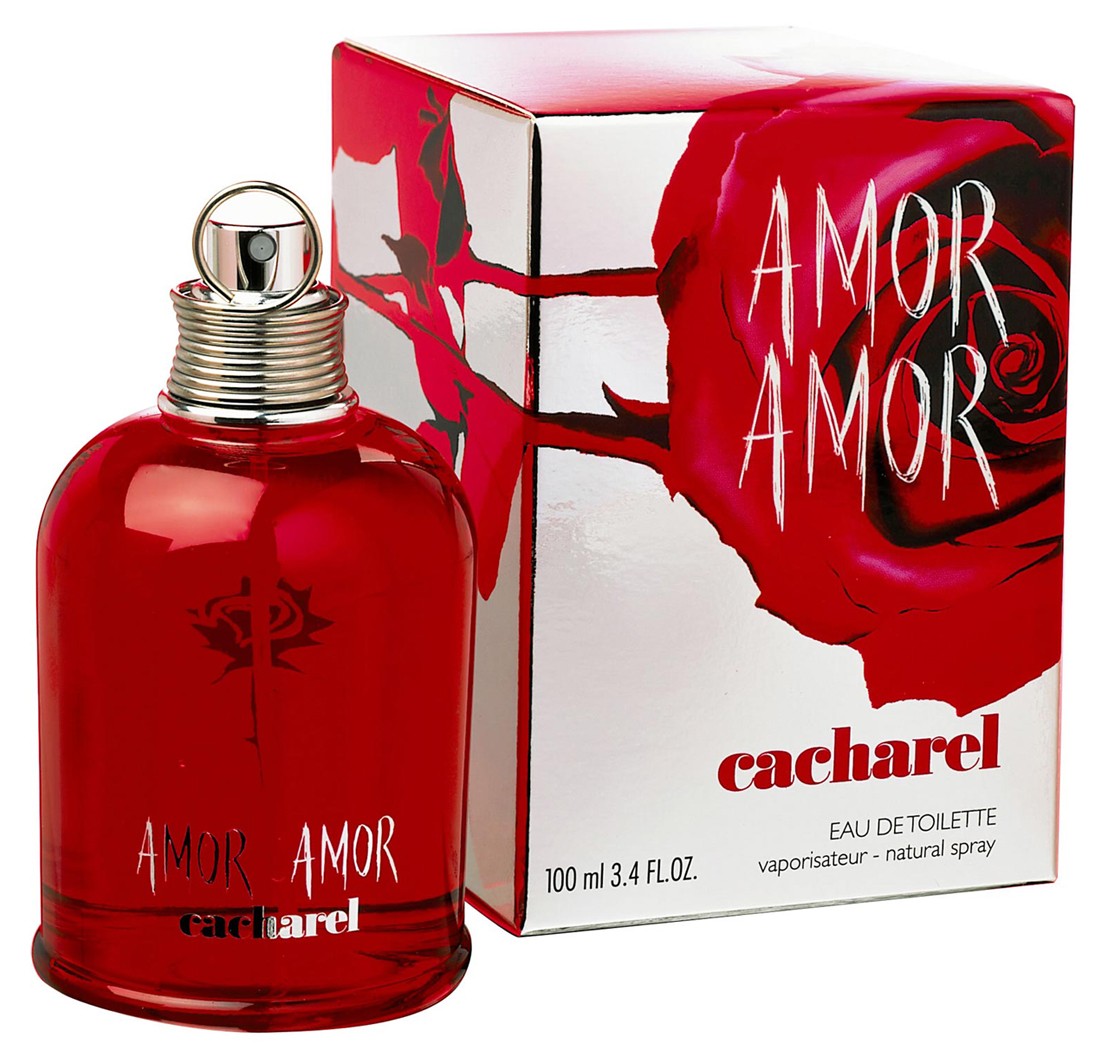 AMOR
AMOR
cacharel
EAU DE TOILETTE
vaporisateur - natural spray
100 ml 3.4 FL.OZ.
AMOR AMOR
cacharel